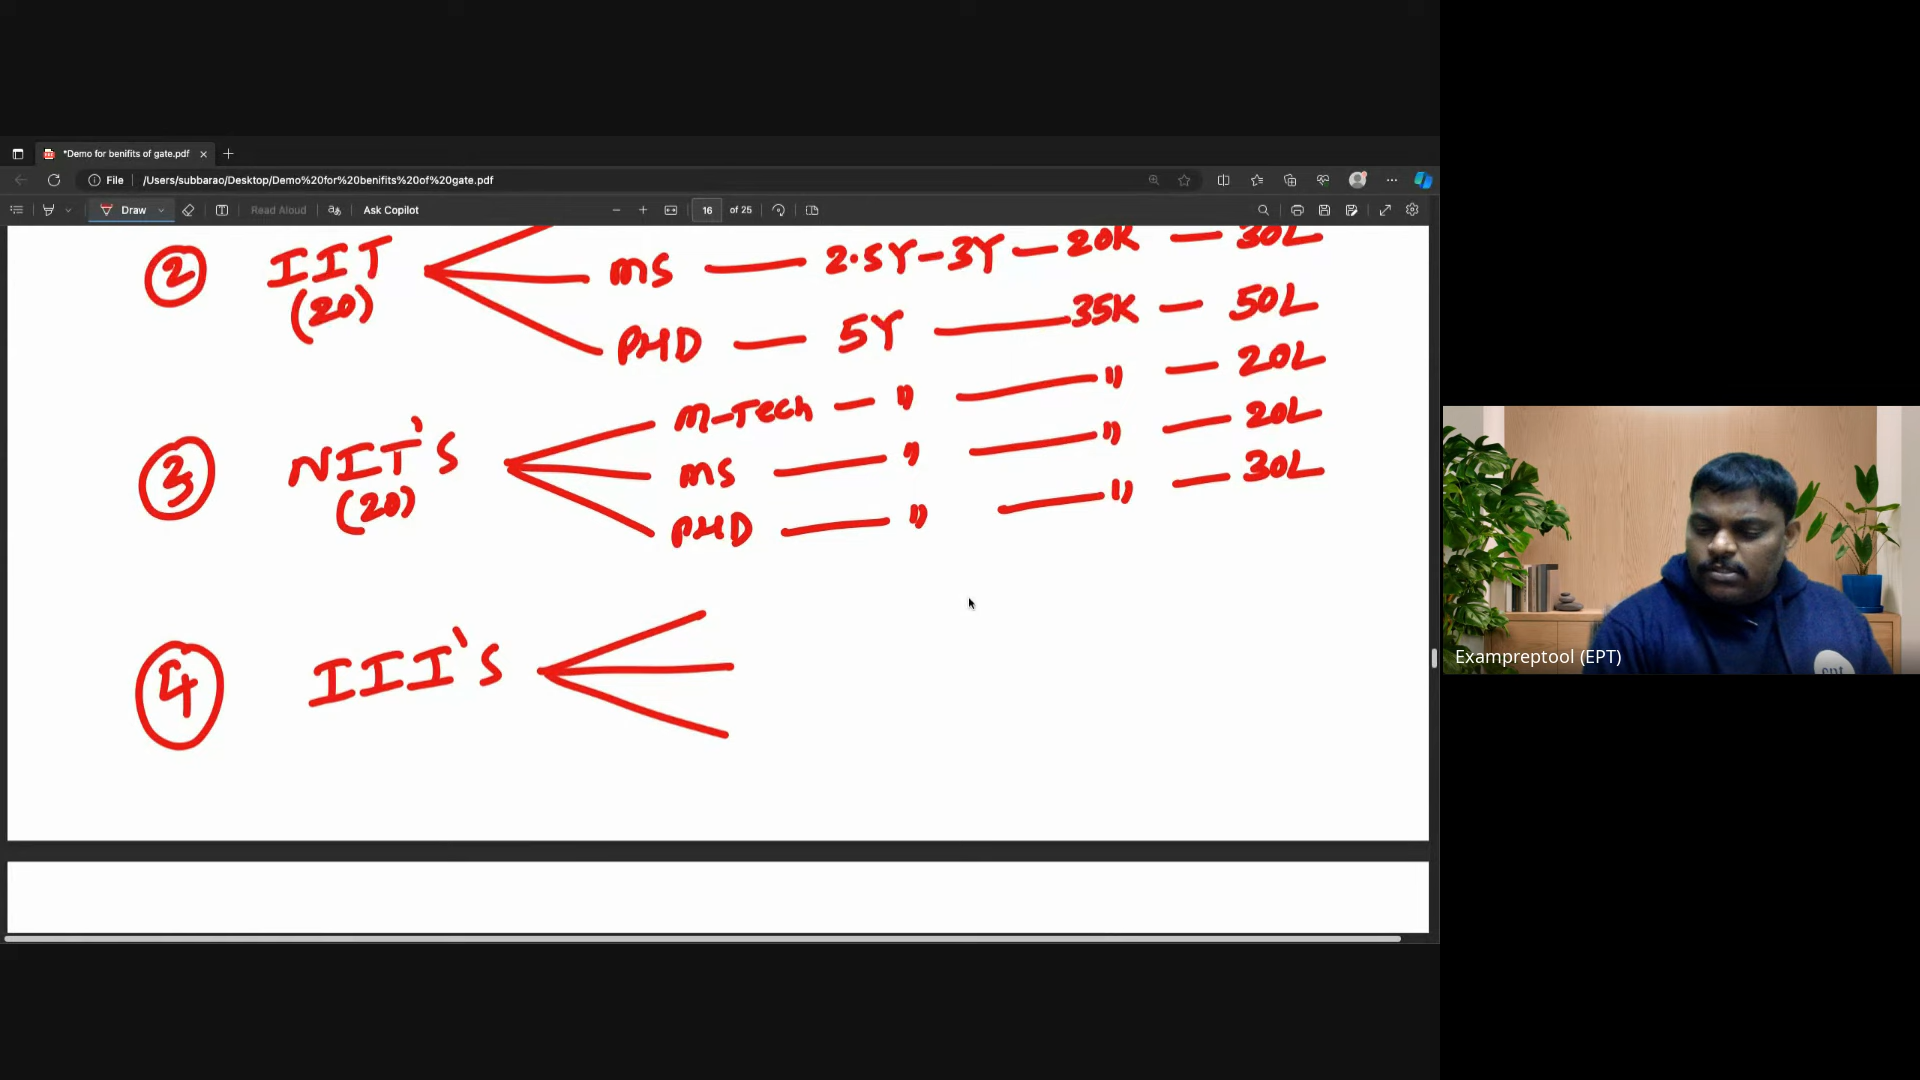 *Demo for benifits of gate.pdf
File /Users/subbarao/Desktop/Demo%20for%20benifits%20of%20gate.pdf
Draw Read Aloud Ask Copilot 16 of 25
② IIT (20)
MS — 2.5Y-3Y — 20K — 30L
PHD — 5Y — 35K — 50L
③ NIT'S (20)
M-Tech — " — " — 20L
MS — " — " — 20L
PHD — " — " — 30L
④ III'S
Exampreptool (EPT)
ept